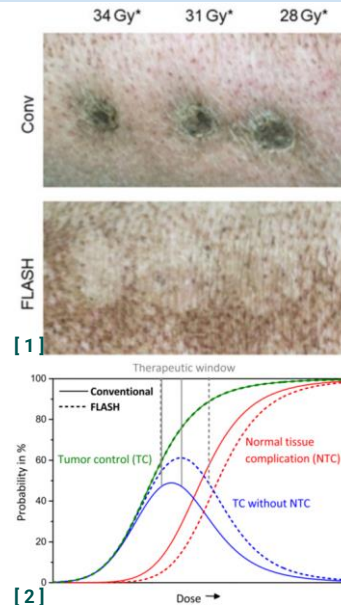 34 Gy* 31 Gy* 28 Gy*
Conv
FLASH
[1]
Therapeutic window
100
Conventional
FLASH
80
Tumor control (TC)
Normal tissue
complication (NTC)
60
Probability in %
TC without NTC
40
20
0
Dose
[2]